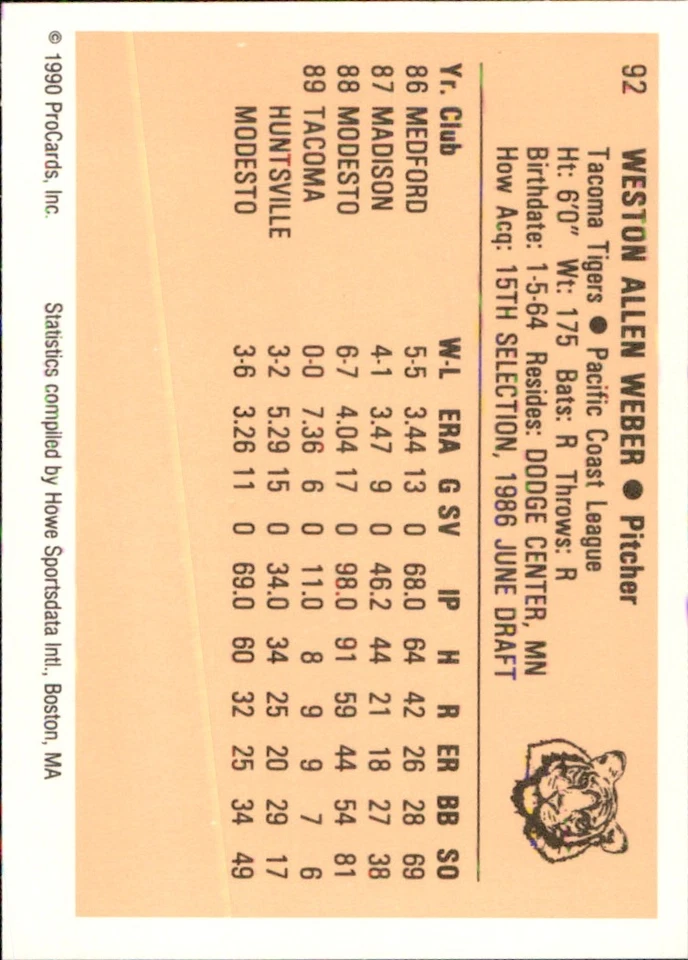 92 WESTON ALLEN WEBER ● Pitcher
Tacoma Tigers ● Pacific Coast League
Ht: 6'0" Wt: 175 Bats: R Throws: R
Birthdate: 1-5-64 Resides: DODGE CENTER, MN
How Acq: 15TH SELECTION, 1986 JUNE DRAFT
Yr. Club W-L ERA G SV IP H R ER BB SO
86 MEDFORD 5-5 3.44 13 0 68.0 64 42 26 28 69
87 MADISON 4-1 3.47 9 0 46.2 44 21 18 27 38
88 MODESTO 6-7 4.04 17 0 98.0 91 59 44 54 81
89 TACOMA 0-0 7.36 6 0 11.0 8 9 9 7 6
HUNTSVILLE 3-2 5.29 15 0 34.0 34 25 20 29 17
MODESTO 3-6 3.26 11 0 69.0 60 32 25 34 49
© 1990 ProCards, Inc. Statistics compiled by Howe Sportsdata Intl., Boston, MA